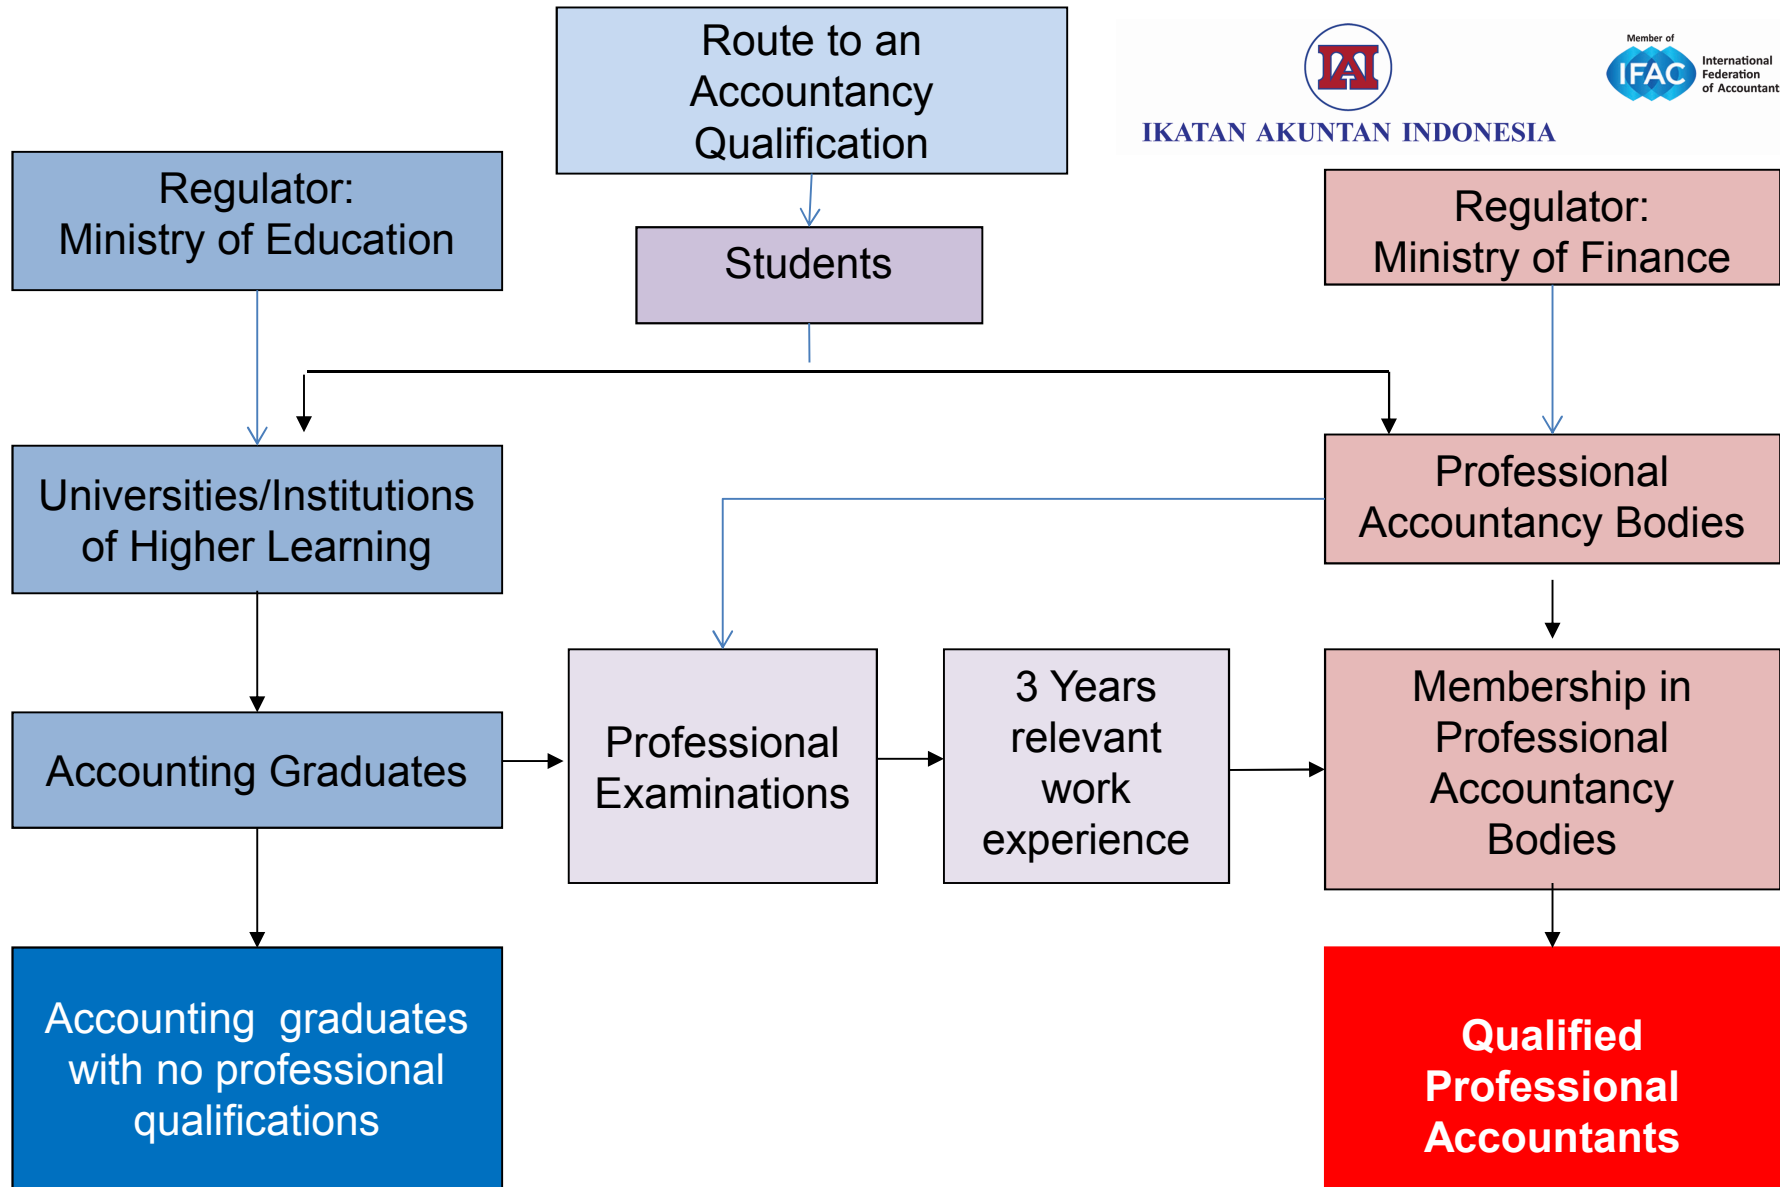 Route to an
Accountancy
Qualification
IAI
IKATAN AKUNTAN INDONESIA
Member of
IFAC
International
Federation
of Accountant
Regulator:
Ministry of Education
Students
Regulator:
Ministry of Finance
Universities/Institutions
of Higher Learning
Professional
Accountancy Bodies
Accounting Graduates
Professional
Examinations
3 Years
relevant
work
experience
Membership in
Professional
Accountancy
Bodies
Accounting graduates
with no professional
qualifications
Qualified
Professional
Accountants